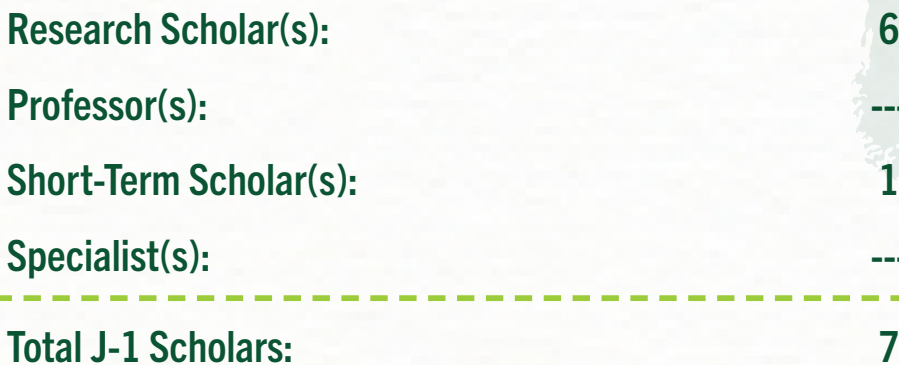 Research Scholar(s): 6
Professor(s): ---
Short-Term Scholar(s): 1
Specialist(s): ---
Total J-1 Scholars: 7